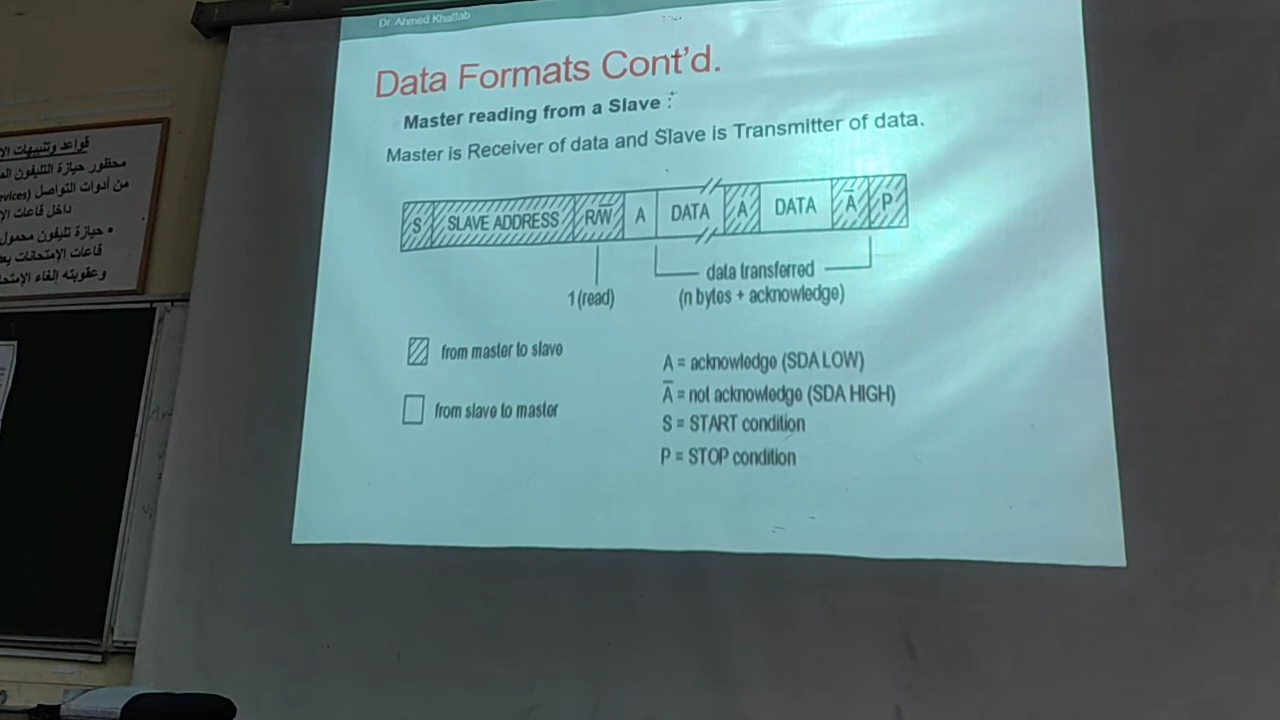 Dr Ahmed Khattab
Data Formats Cont'd.
Master reading from a Slave :
Master is Receiver of data and Slave is Transmitter of data.
S SLAVE ADDRESS R/W̅ A DATA A DATA A̅ P
data transferred
1 (read) (n bytes + acknowledge)
from master to slave
from slave to master
A = acknowledge (SDA LOW)
A̅ = not acknowledge (SDA HIGH)
S = START condition
P = STOP condition
قواعد وتنبيهات
محظور حيازة التليفون
من أدوات التواصل
داخل قاعات
• حيازة تليفون محمول
قاعات الإمتحانات
وعقوبته إلغاء